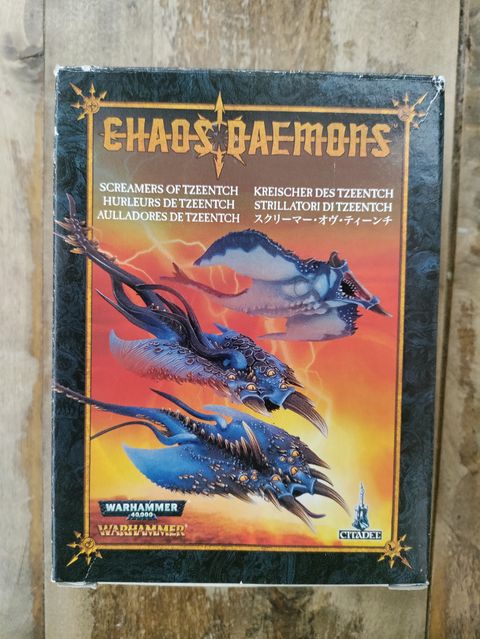 CHAOS DAEMONS
SCREAMERS OF TZEENTCH
HURLEURS DE TZEENTCH
AULLADORES DE TZEENTCH
KREISCHER DES TZEENTCH
STRILLATORI DI TZEENTCH
スクリーマー・オヴ・ティーンチ
WARHAMMER
40,000
WARHAMMER
CITADEL